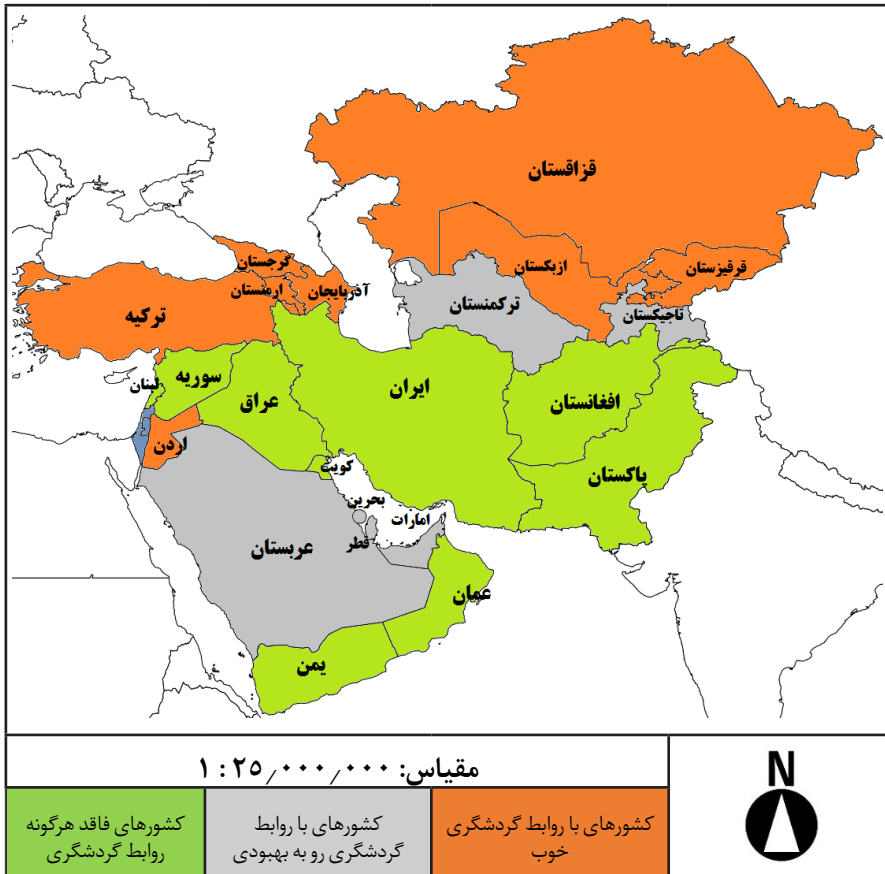 قزاقستان
گرجستان
ارمنستان
آذربایجان
ازبکستان
قرقیزستان
ترکیه
ترکمنستان
تاجیکستان
لبنان
سوریه
عراق
ایران
افغانستان
اردن
کویت
پاکستان
بحرین
امارات
قطر
عربستان
عمان
یمن
مقیاس: ۱ : ۲۵٫۰۰۰٫۰۰۰
N
کشورهای با روابط گردشگری
خوب
کشورهای با روابط
گردشگری رو به بهبودی
کشورهای فاقد هرگونه
روابط گردشگری